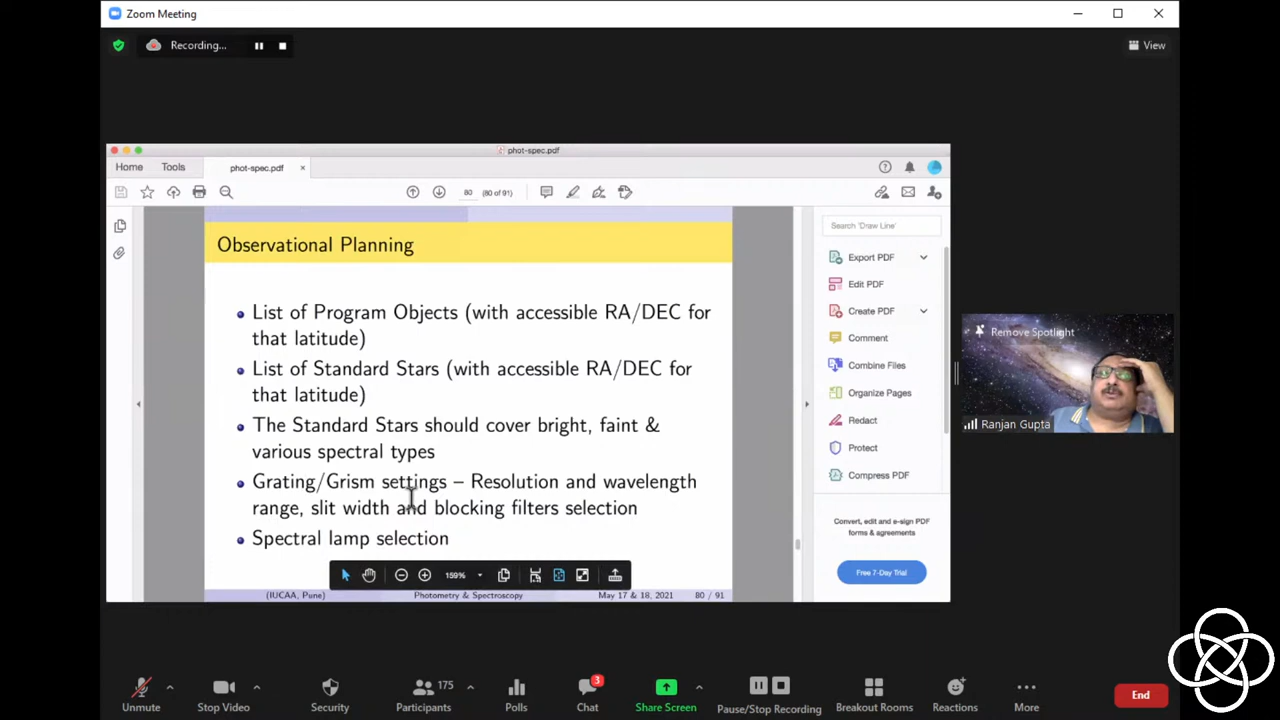 Zoom Meeting
Recording...
View
phot-spec.pdf
Home
Tools
phot-spec.pdf
80
(80 of 91)
Search 'Draw Line'
Observational Planning
List of Program Objects (with accessible RA/DEC for
that latitude)
List of Standard Stars (with accessible RA/DEC for
that latitude)
The Standard Stars should cover bright, faint &
various spectral types
Grating/Grism settings – Resolution and wavelength
range, slit width and blocking filters selection
Spectral lamp selection
159%
(IUCAA, Pune)
Photometry & Spectroscopy
May 17 & 18, 2021
80 / 91
Export PDF
Edit PDF
Create PDF
Comment
Combine Files
Organize Pages
Redact
Protect
Compress PDF
Convert, edit and e-sign PDF
forms & agreements
Free 7-Day Trial
Remove Spotlight
Ranjan Gupta
Unmute
Stop Video
Security
175
Participants
Polls
3
Chat
Share Screen
Pause/Stop Recording
Breakout Rooms
Reactions
More
End